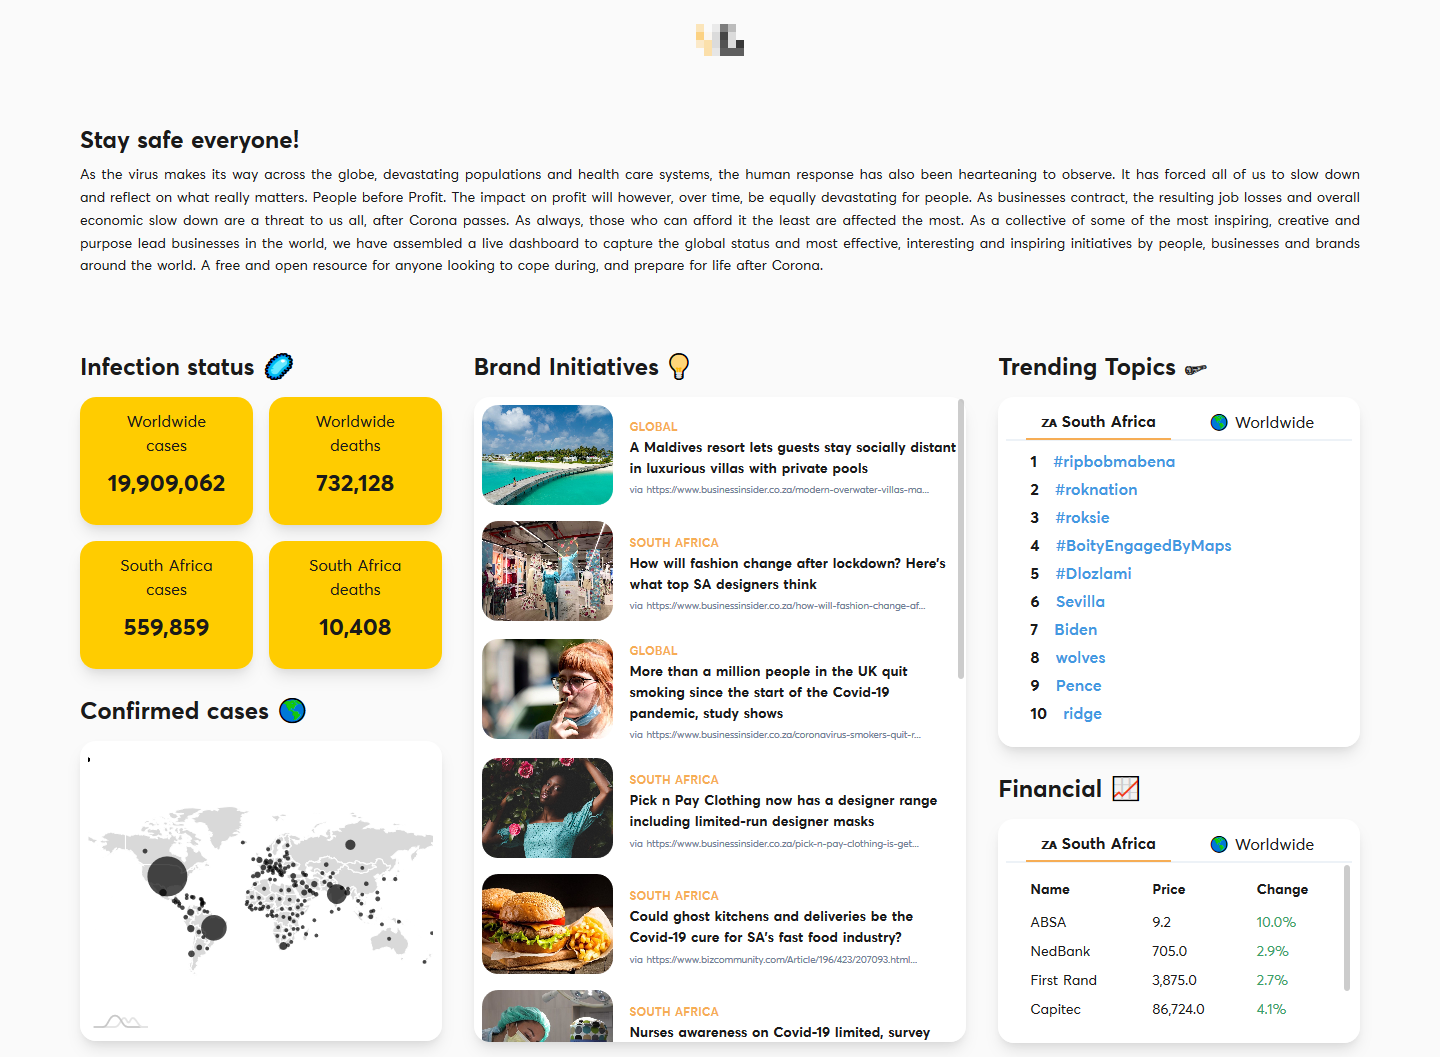 Stay safe everyone!
As the virus makes its way across the globe, devastating populations and health care systems, the human response has also been hearteaning to observe. It has forced all of us to slow down
and reflect on what really matters. People before Profit. The impact on profit will however, over time, be equally devastating for people. As businesses contract, the resulting job losses and overall
economic slow down are a threat to us all, after Corona passes. As always, those who can afford it the least are affected the most. As a collective of some of the most inspiring, creative and
purpose lead businesses in the world, we have assembled a live dashboard to capture the global status and most effective, interesting and inspiring initiatives by people, businesses and brands
around the world. A free and open resource for anyone looking to cope during, and prepare for life after Corona.
Infection status
Worldwide
cases
19,909,062
Worldwide
deaths
732,128
South Africa
cases
559,859
South Africa
deaths
10,408
Confirmed cases
Brand Initiatives
GLOBAL
A Maldives resort lets guests stay socially distant
in luxurious villas with private pools
via https://www.businessinsider.co.za/modern-overwater-villas-ma...
SOUTH AFRICA
How will fashion change after lockdown? Here's
what top SA designers think
via https://www.businessinsider.co.za/how-will-fashion-change-af...
GLOBAL
More than a million people in the UK quit
smoking since the start of the Covid-19
pandemic, study shows
via https://www.businessinsider.co.za/coronavirus-smokers-quit-r...
SOUTH AFRICA
Pick n Pay Clothing now has a designer range
including limited-run designer masks
via https://www.businessinsider.co.za/pick-n-pay-clothing-is-get...
SOUTH AFRICA
Could ghost kitchens and deliveries be the
Covid-19 cure for SA's fast food industry?
via https://www.bizcommunity.com/Article/196/423/207093.html...
SOUTH AFRICA
Nurses awareness on Covid-19 limited, survey
Trending Topics
ZA South Africa
Worldwide
1 #ripbobmabena
2 #roknation
3 #roksie
4 #BoityEngagedByMaps
5 #Dlozlami
6 Sevilla
7 Biden
8 wolves
9 Pence
10 ridge
Financial
ZA South Africa
Worldwide
Name Price Change
ABSA 9.2 10.0%
NedBank 705.0 2.9%
First Rand 3,875.0 2.7%
Capitec 86,724.0 4.1%